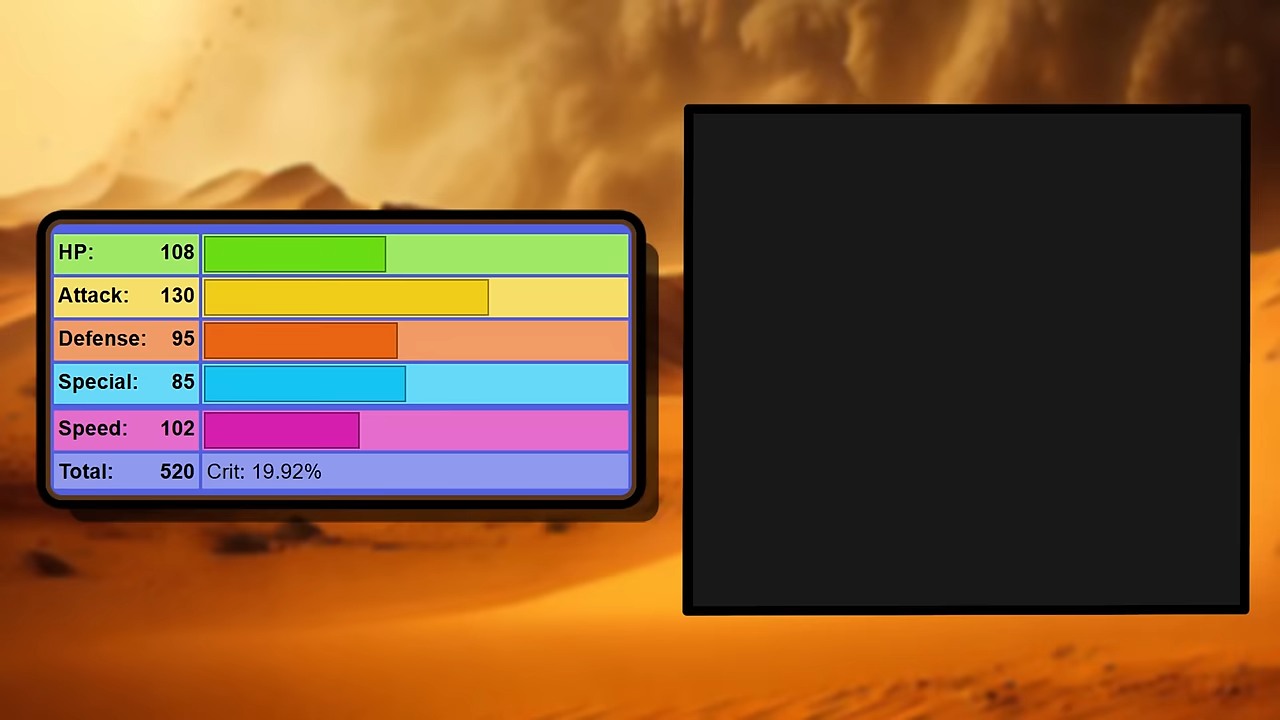 HP: 108
Attack: 130
Defense: 95
Special: 85
Speed: 102
Total: 520 Crit: 19.92%